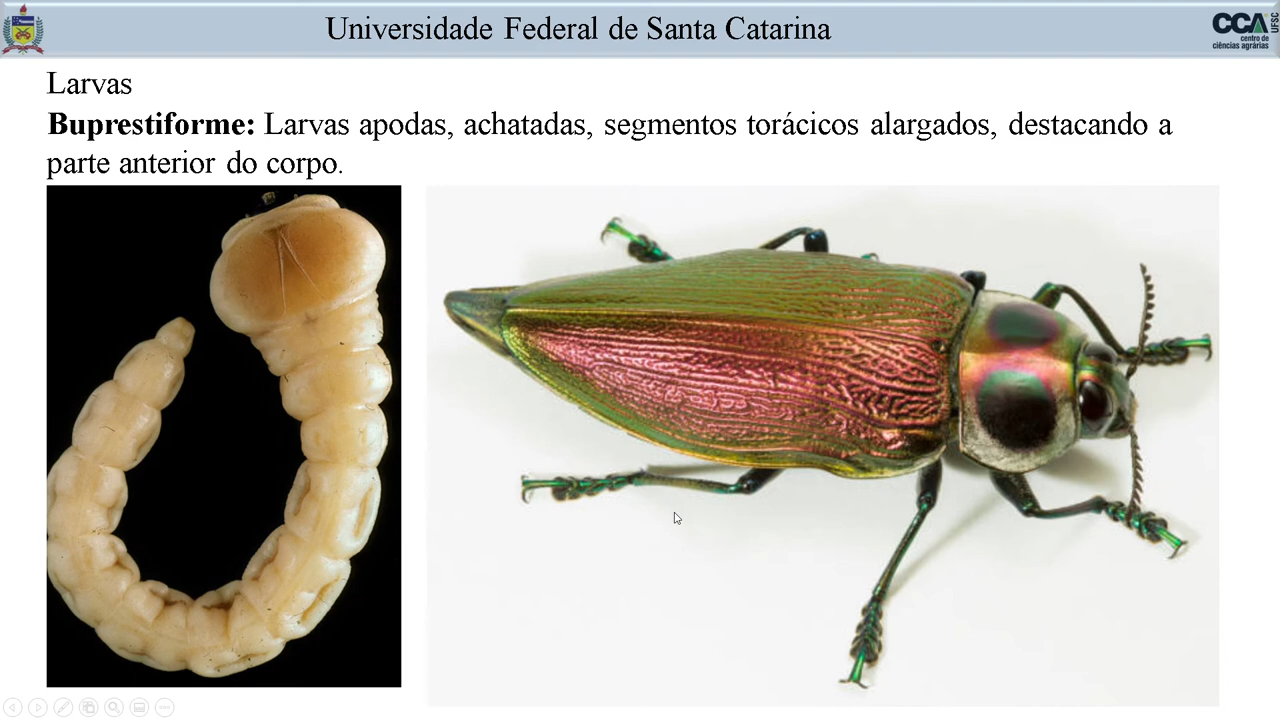 Universidade Federal de Santa Catarina
CCA UFSC
centro de
ciências agrárias
Larvas
Buprestiforme: Larvas apodas, achatadas, segmentos torácicos alargados, destacando a
parte anterior do corpo.